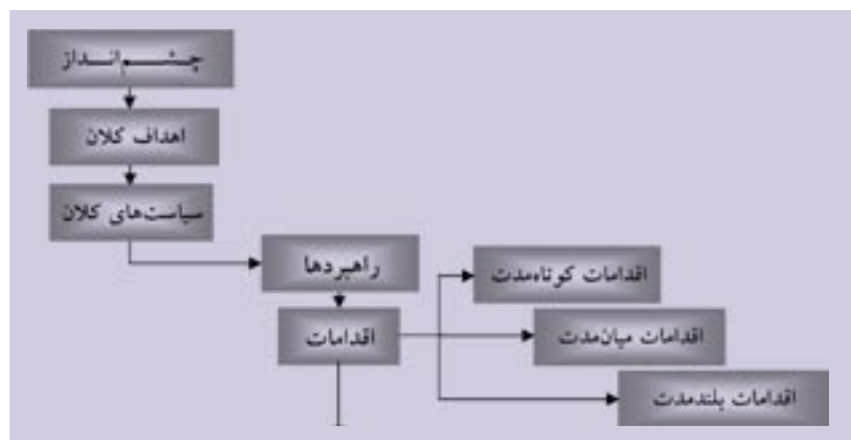 چشم‌انداز
اهداف کلان
سیاست‌های کلان
راهبردها
اقدامات
اقدامات کوتاه‌مدت
اقدامات میان‌مدت
اقدامات بلندمدت